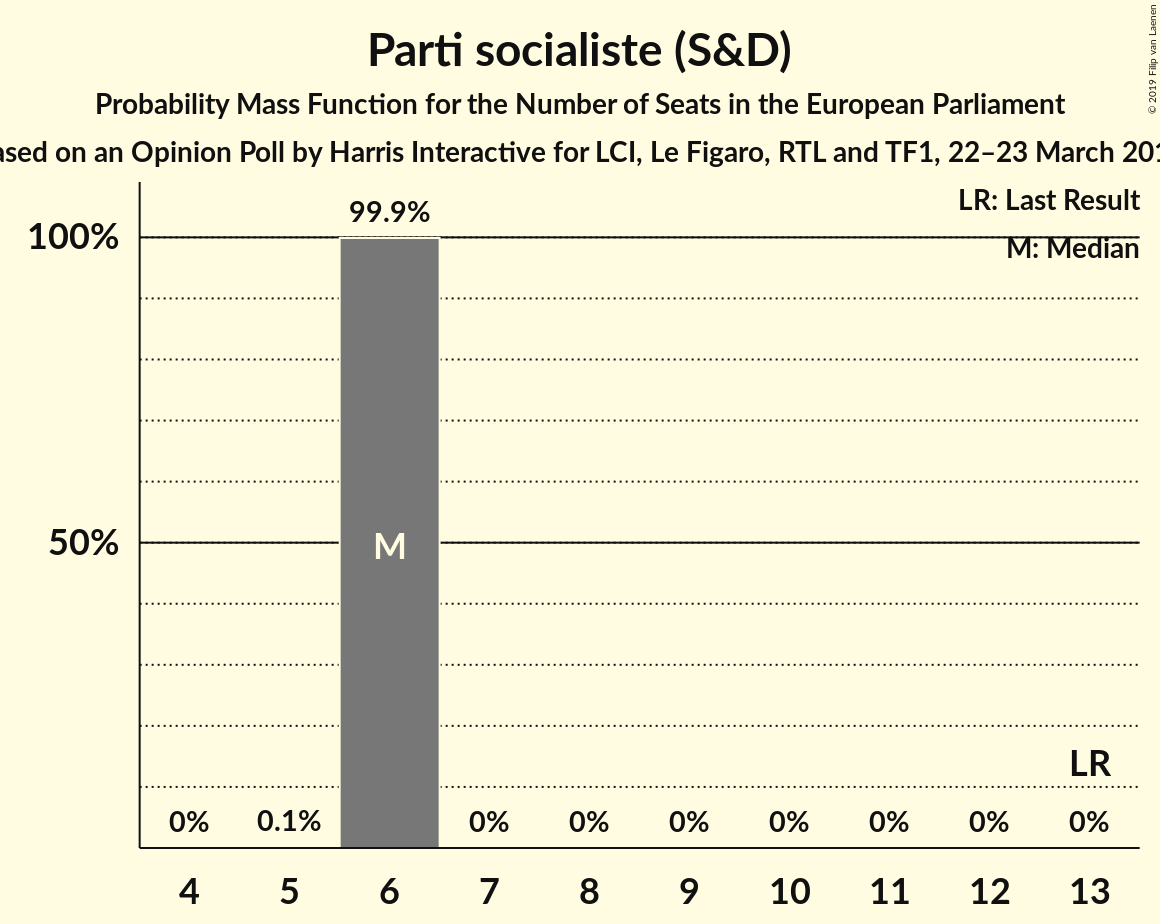 Parti socialiste (S&D)
Probability Mass Function for the Number of Seats in the European Parliament
on an Opinion Poll by Harris Interactive for LCI, Le Figaro, RTL and TF1, 22–23 March
© 2019 Filip van Laenen
LR: Last Result
M: Median
99.9%
100%
50%
M
LR
0% 0.1% 0% 0% 0% 0% 0% 0% 0%
4 5 6 7 8 9 10 11 12 13